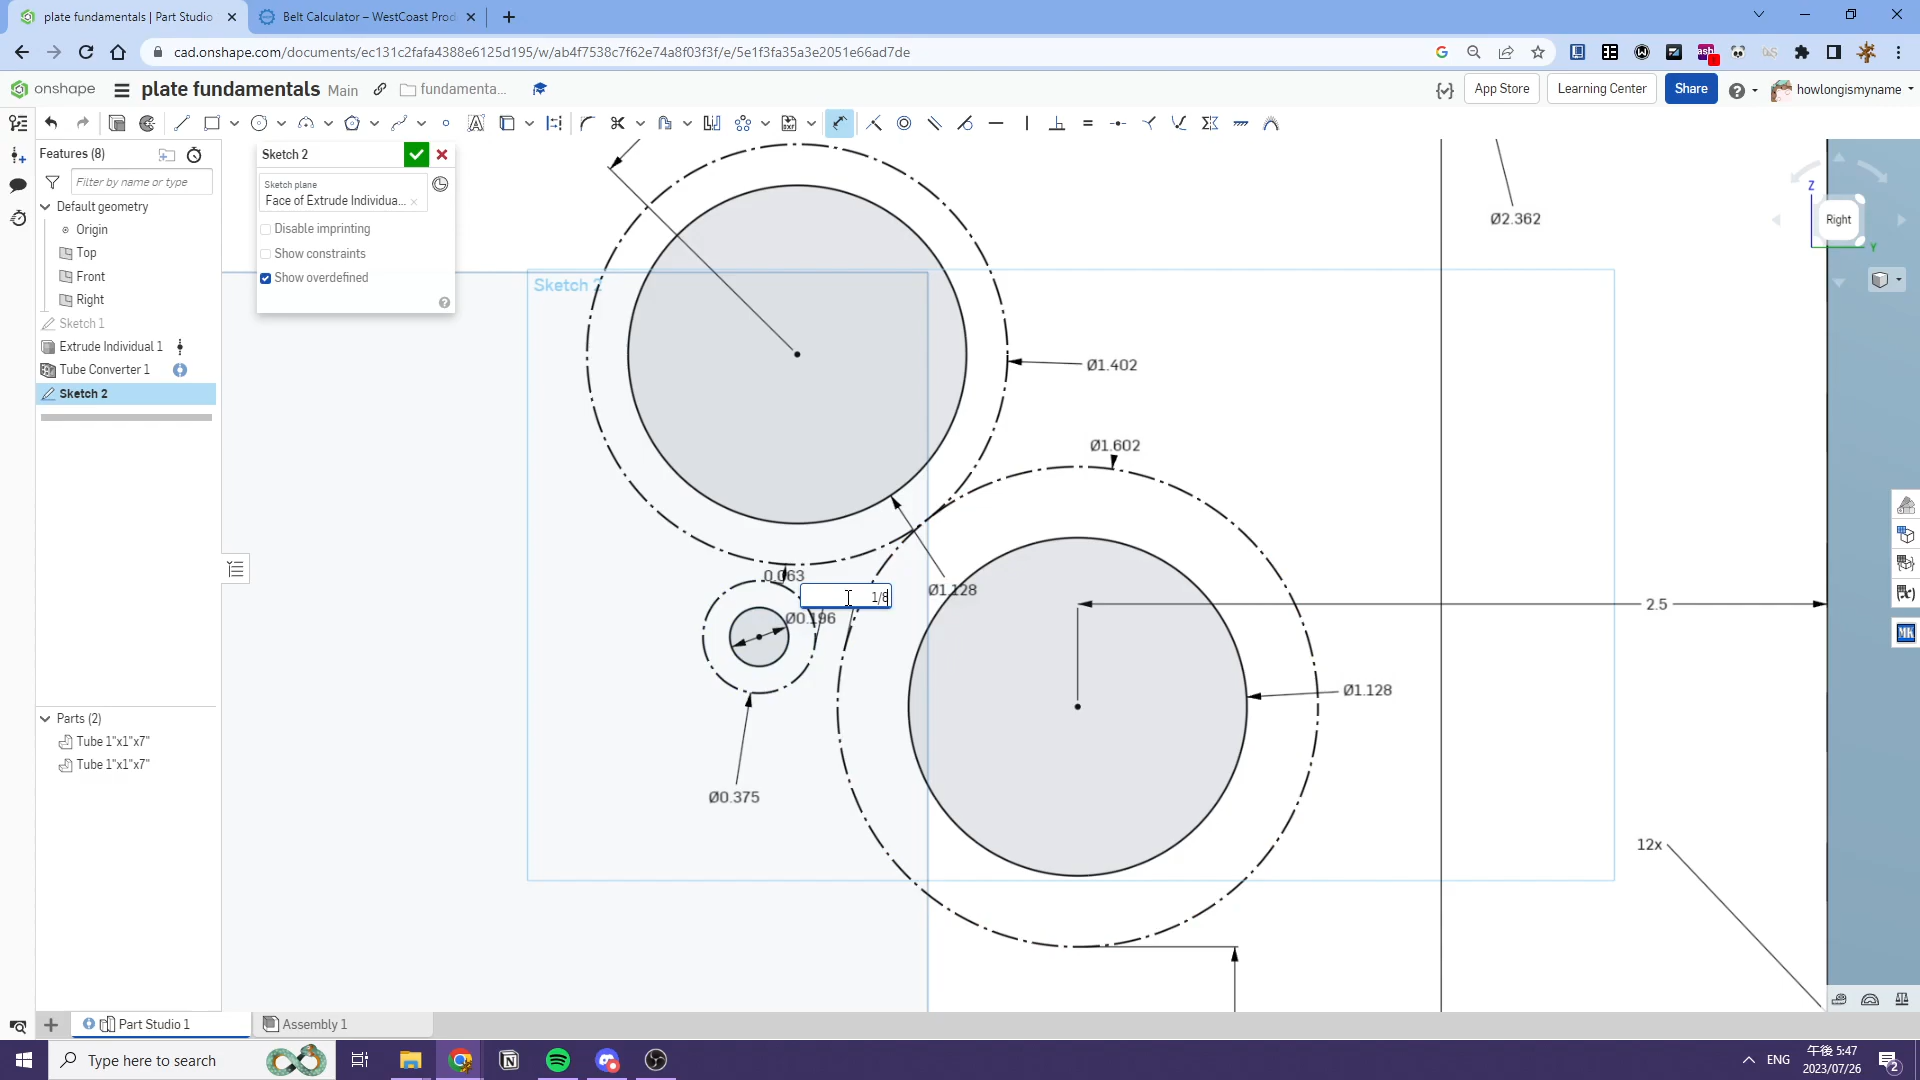 plate fundamentals | Part Studio
Belt Calculator – WestCoast Prod
cad.onshape.com/documents/ec131c2fafa4388e6125d195/w/ab4f7538c7f62e74a8f03f3f/e/5e1f3fa35a3e2051e66ad7de
onshape
plate fundamentals
Main
fundamenta...
App Store
Learning Center
Share
howlongismyname
Features (8)
Filter by name or type
Default geometry
Origin
Top
Front
Right
Sketch 1
Extrude Individual 1
Tube Converter 1
Sketch 2
Sketch 2
Sketch plane
Face of Extrude Individua...
Disable imprinting
Show constraints
Show overdefined
Sketch 2
Ø2.362
Z
Right
Y
Ø1.402
Ø1.602
0.063
1/8
Ø1.128
Ø0.196
2.5
Ø1.128
Ø0.375
12x
Parts (2)
Tube 1"x1"x7"
Tube 1"x1"x7"
MK
Part Studio 1
Assembly 1
Type here to search
ENG
午後 5:47
2023/07/26
2